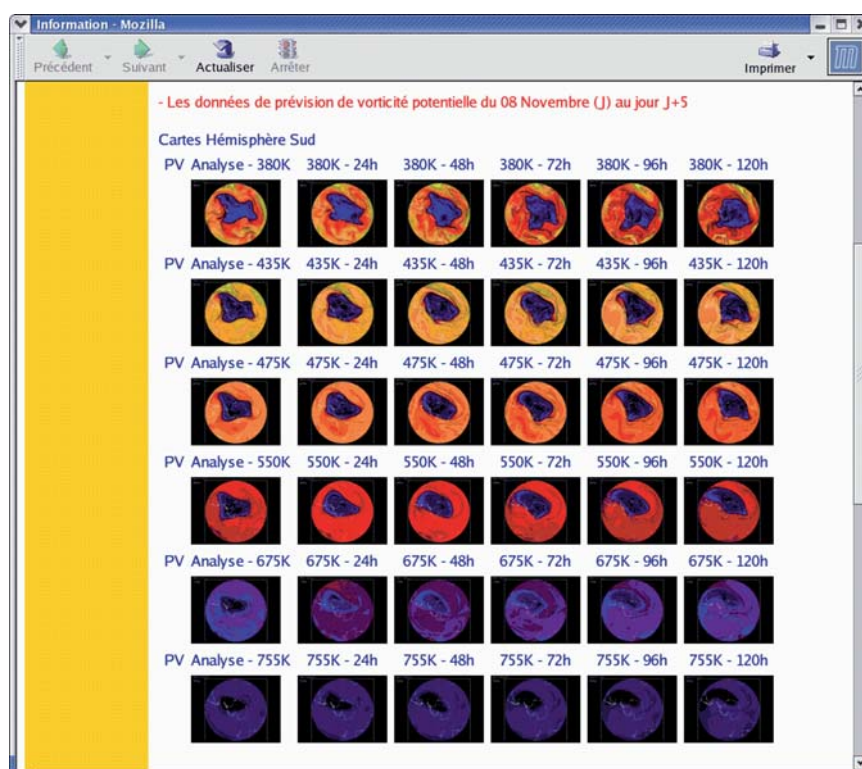 Information - Mozilla
Précédent Suivant Actualiser Arrêter Imprimer
- Les données de prévision de vorticité potentielle du 08 Novembre (J) au jour J+5
Cartes Hémisphère Sud
PV Analyse - 380K 380K - 24h 380K - 48h 380K - 72h 380K - 96h 380K - 120h
PV Analyse - 435K 435K - 24h 435K - 48h 435K - 72h 435K - 96h 435K - 120h
PV Analyse - 475K 475K - 24h 475K - 48h 475K - 72h 475K - 96h 475K - 120h
PV Analyse - 550K 550K - 24h 550K - 48h 550K - 72h 550K - 96h 550K - 120h
PV Analyse - 675K 675K - 24h 675K - 48h 675K - 72h 675K - 96h 675K - 120h
PV Analyse - 755K 755K - 24h 755K - 48h 755K - 72h 755K - 96h 755K - 120h